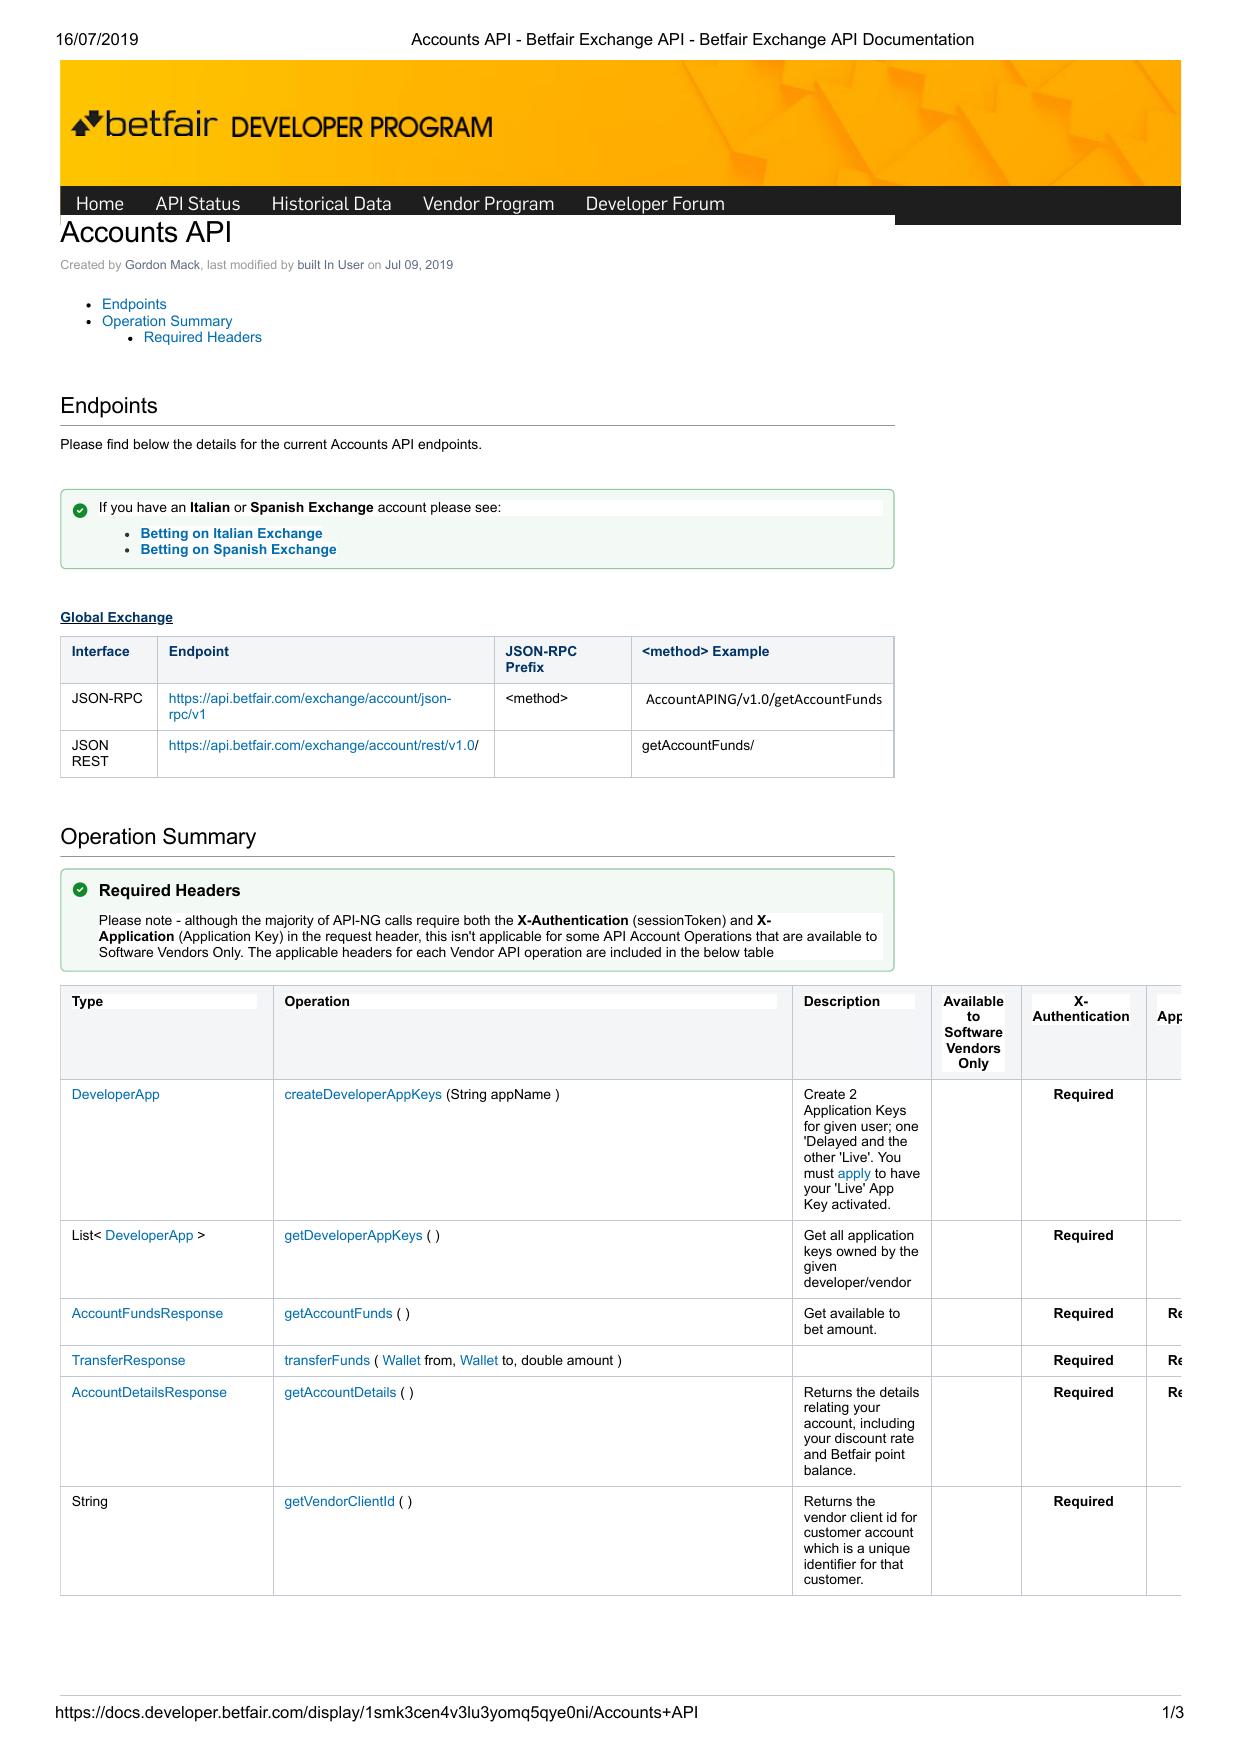 16/07/2019 Accounts API - Betfair Exchange API - Betfair Exchange API Documentation
betfair DEVELOPER PROGRAM
Home API Status Historical Data Vendor Program Developer Forum
Accounts API
Created by Gordon Mack, last modified by built In User on Jul 09, 2019
• Endpoints
• Operation Summary
• Required Headers
Endpoints
Please find below the details for the current Accounts API endpoints.
If you have an Italian or Spanish Exchange account please see:
• Betting on Italian Exchange
• Betting on Spanish Exchange
Global Exchange
Interface Endpoint JSON-RPC <method> Example
Prefix
JSON-RPC https://api.betfair.com/exchange/account/json- <method> AccountAPING/v1.0/getAccountFunds
rpc/v1
JSON https://api.betfair.com/exchange/account/rest/v1.0/ getAccountFunds/
REST
Operation Summary
Required Headers
Please note - although the majority of API-NG calls require both the X-Authentication (sessionToken) and X-
Application (Application Key) in the request header, this isn't applicable for some API Account Operations that are available to
Software Vendors Only. The applicable headers for each Vendor API operation are included in the below table
Type Operation Description Available X-
to Authentication App
Software
Vendors
Only
DeveloperApp createDeveloperAppKeys (String appName ) Create 2 Required
Application Keys
for given user; one
'Delayed and the
other 'Live'. You
must apply to have
your 'Live' App
Key activated.
List< DeveloperApp > getDeveloperAppKeys ( ) Get all application Required
keys owned by the
given
developer/vendor
AccountFundsResponse getAccountFunds ( ) Get available to Required Re
bet amount.
TransferResponse transferFunds ( Wallet from, Wallet to, double amount ) Required Re
AccountDetailsResponse getAccountDetails ( ) Returns the details Required Re
relating your
account, including
your discount rate
and Betfair point
balance.
String getVendorClientId ( ) Returns the Required
vendor client id for
customer account
which is a unique
identifier for that
customer.
https://docs.developer.betfair.com/display/1smk3cen4v3lu3yomq5qye0ni/Accounts+API 1/3